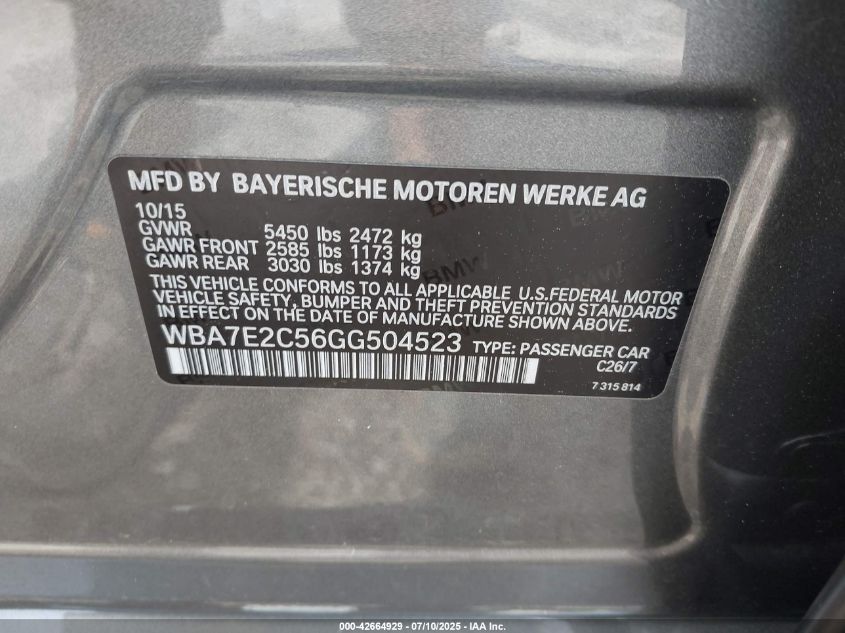 MFD BY BAYERISCHE MOTOREN WERKE AG
10/15
GVWR 5450 lbs 2472 kg
GAWR FRONT 2585 lbs 1173 kg
GAWR REAR 3030 lbs 1374 kg
THIS VEHICLE CONFORMS TO ALL APPLICABLE U.S.FEDERAL MOTOR
VEHICLE SAFETY, BUMPER AND THEFT PREVENTION STANDARDS
IN EFFECT ON THE DATE OF MANUFACTURE SHOWN ABOVE.
WBA7E2C56GG504523 TYPE: PASSENGER CAR
C26/7
7 315 814
000-42664929 - 07/10/2025 - IAA Inc.